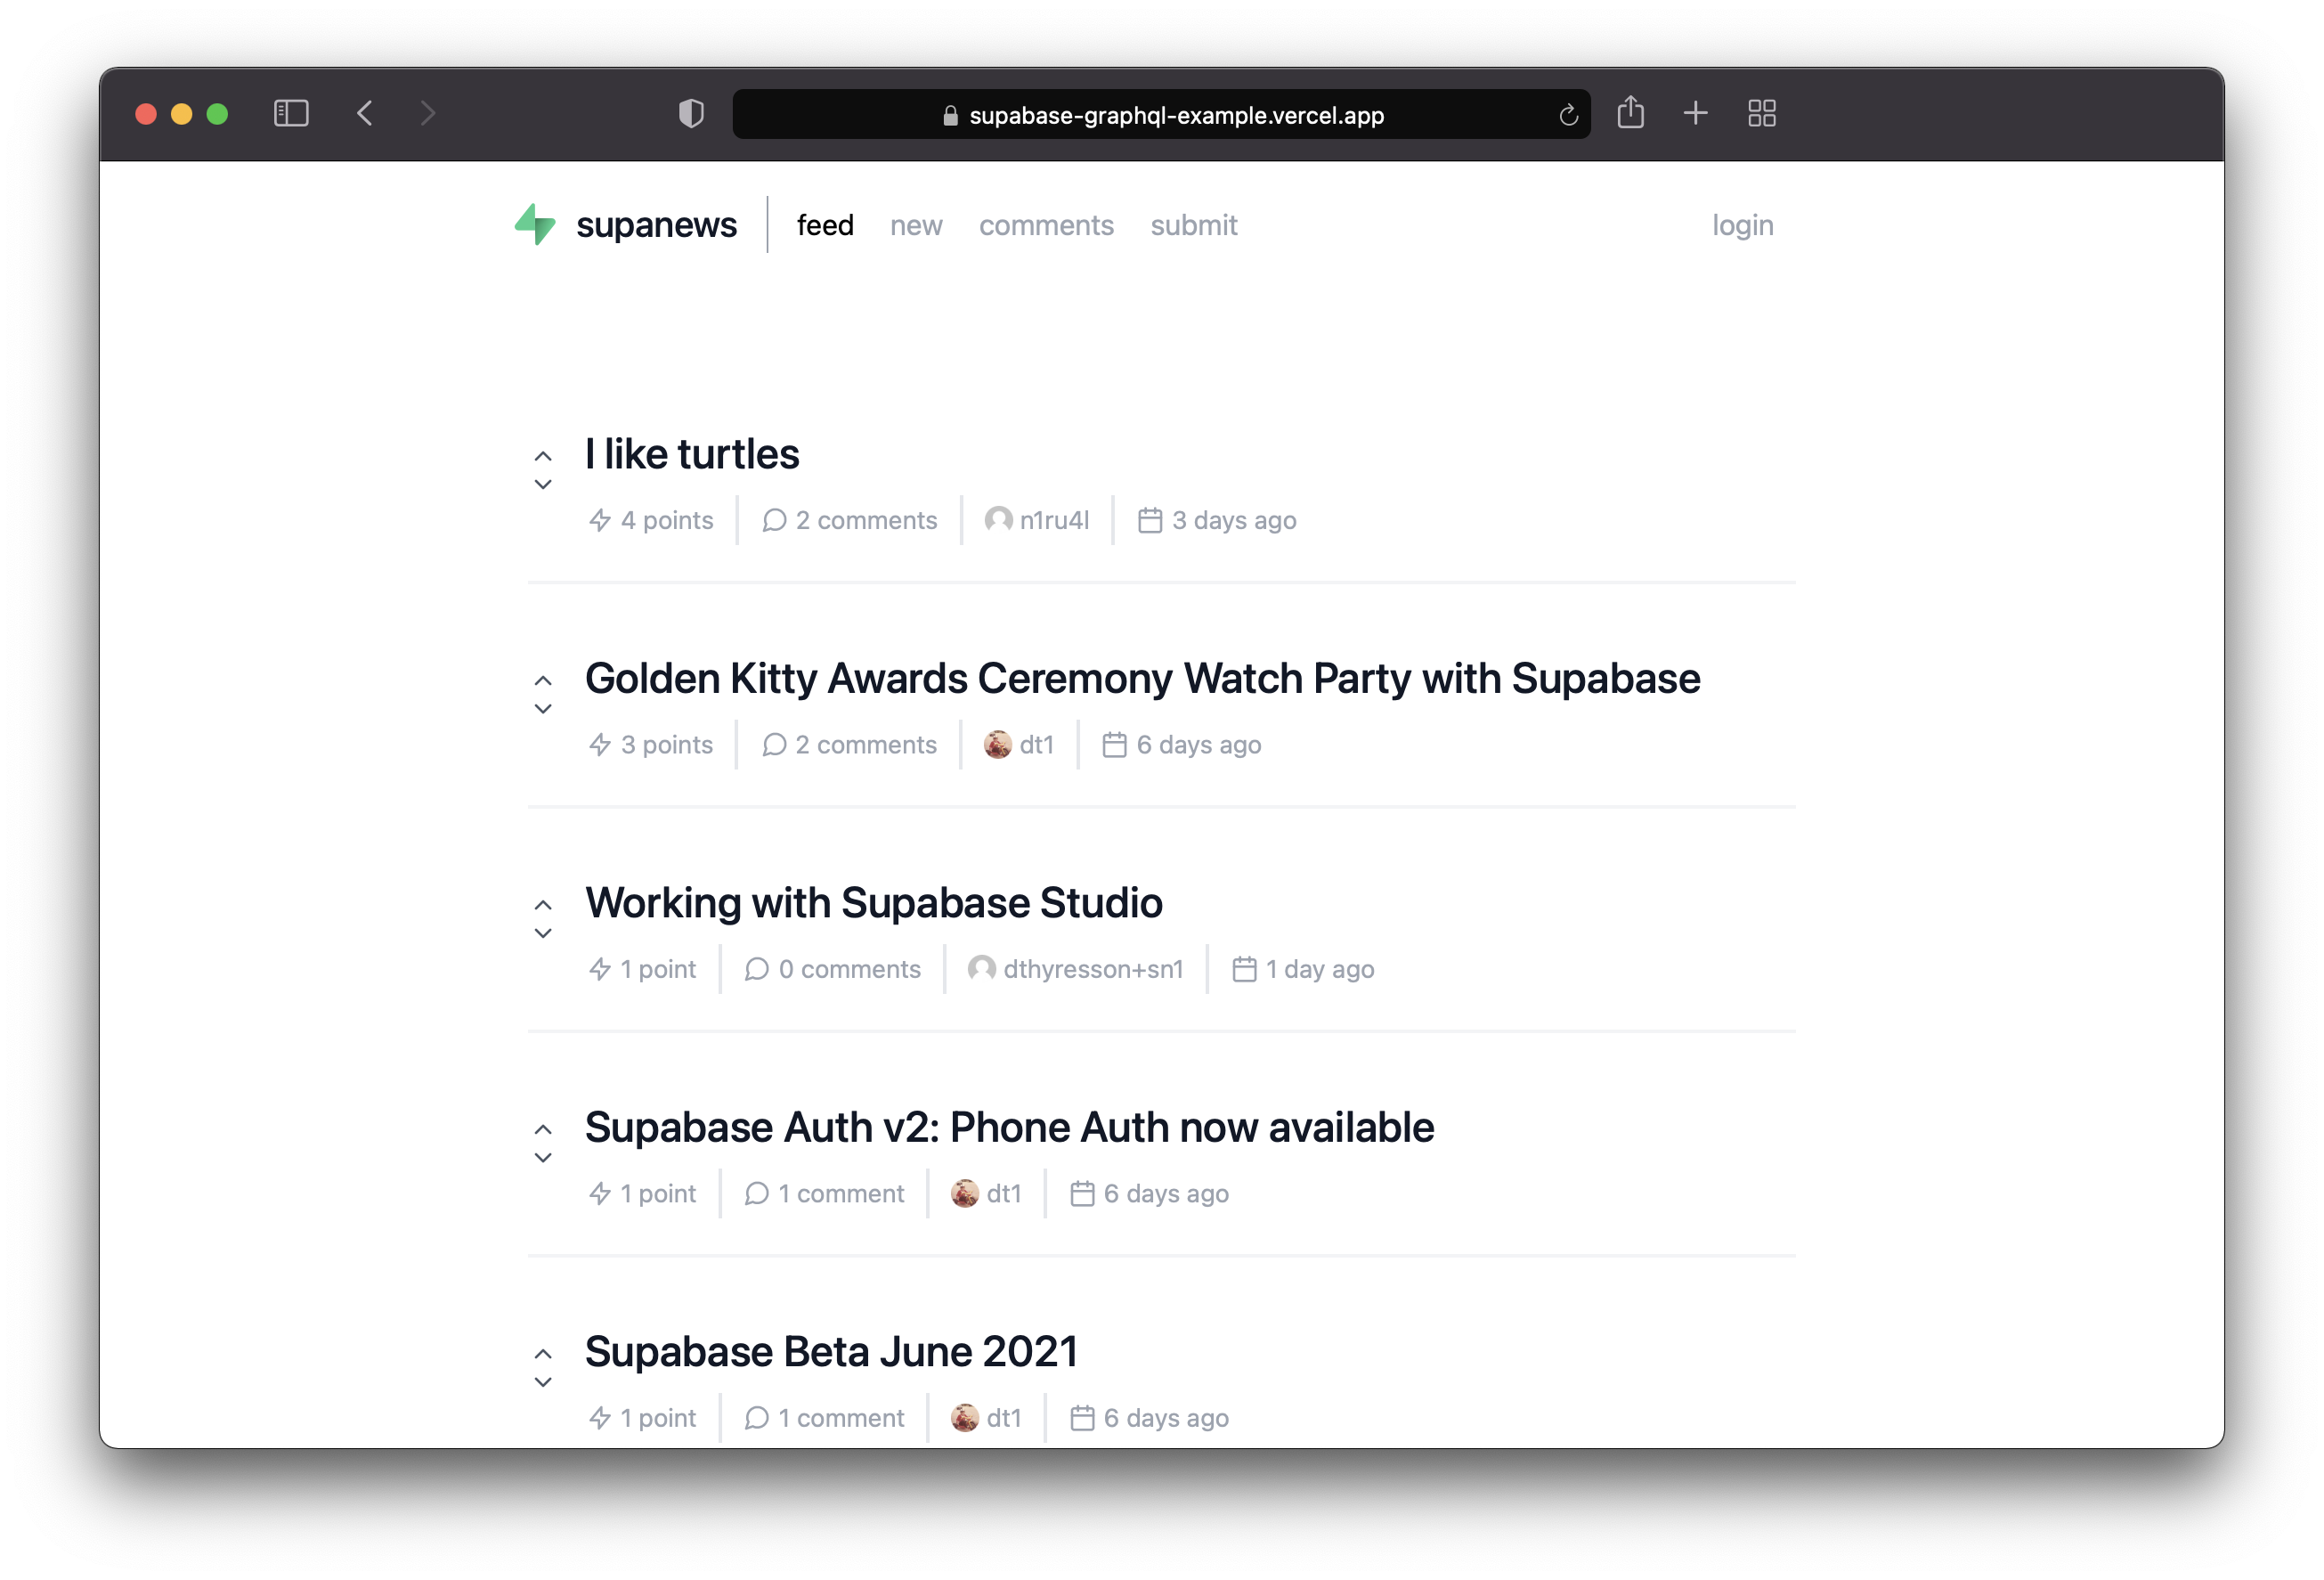 supabase-graphql-example.vercel.app
supanews feed new comments submit login
I like turtles
4 points 2 comments n1ru4l 3 days ago
Golden Kitty Awards Ceremony Watch Party with Supabase
3 points 2 comments dt1 6 days ago
Working with Supabase Studio
1 point 0 comments dthyresson+sn1 1 day ago
Supabase Auth v2: Phone Auth now available
1 point 1 comment dt1 6 days ago
Supabase Beta June 2021
1 point 1 comment dt1 6 days ago